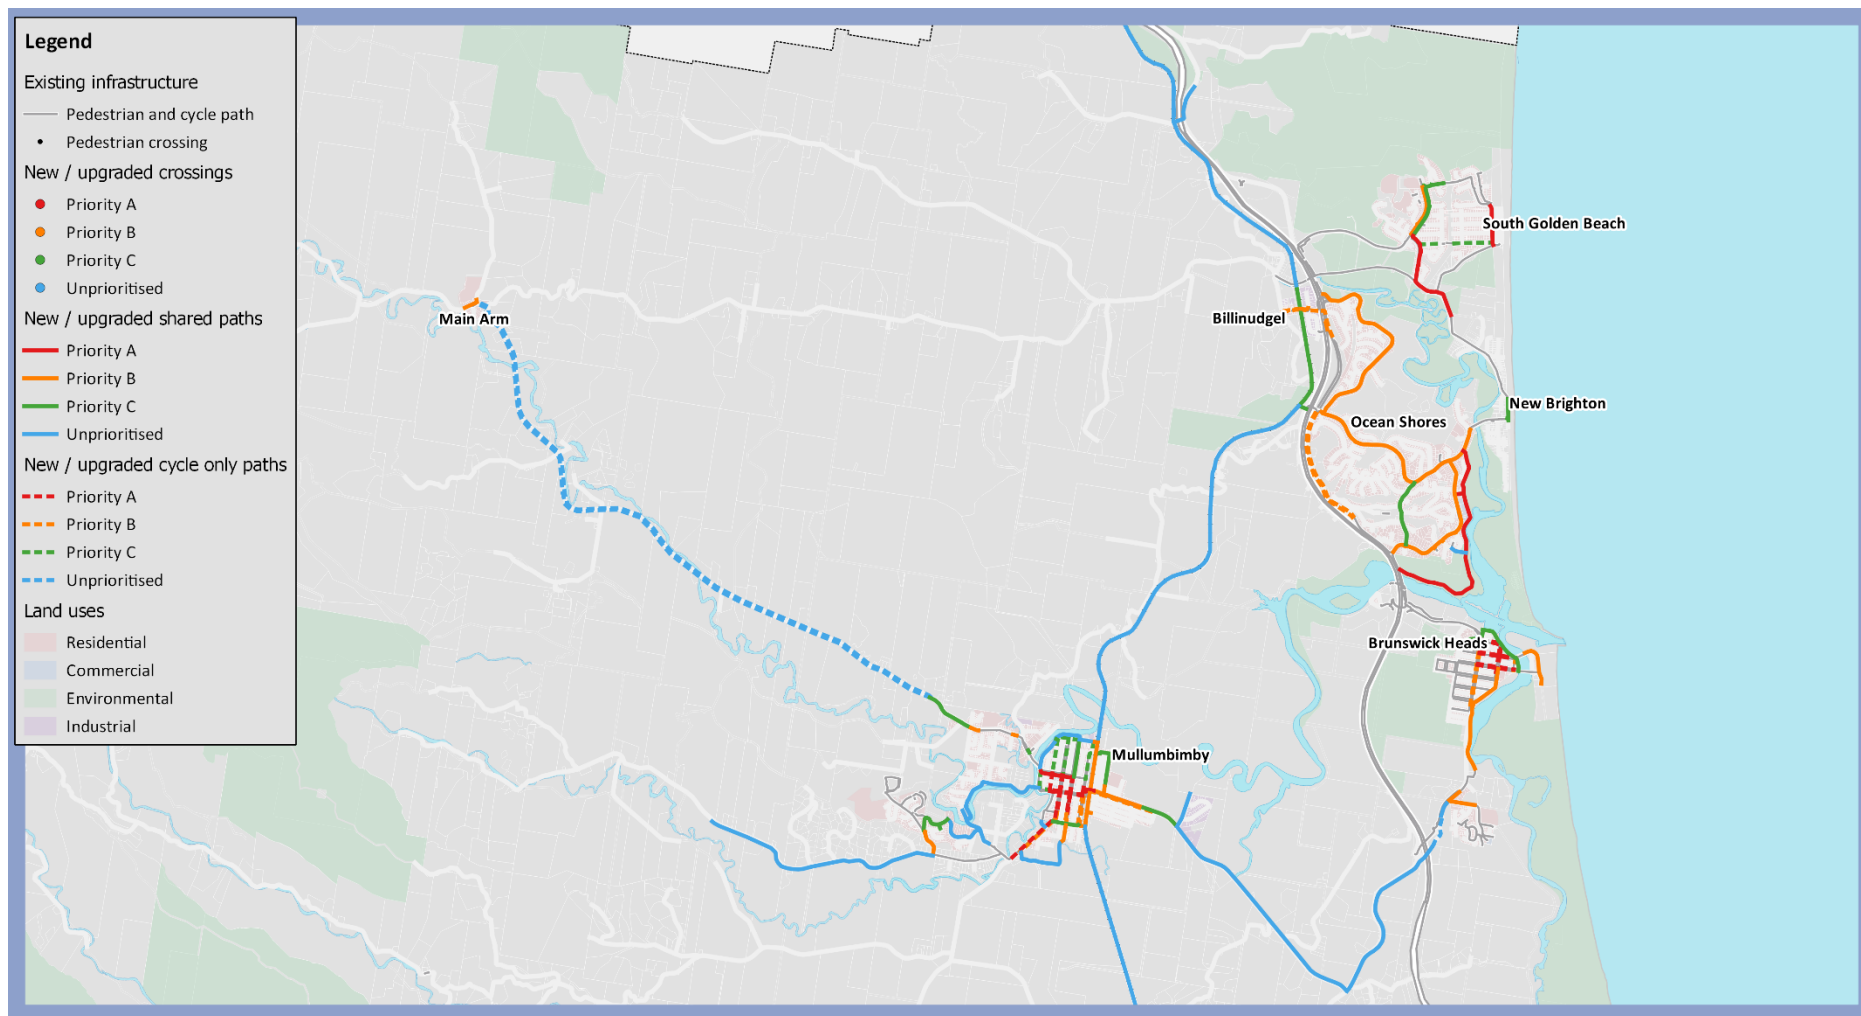 Legend
Existing infrastructure
Pedestrian and cycle path
Pedestrian crossing
New / upgraded crossings
Priority A
Priority B
Priority C
Unprioritised
New / upgraded shared paths
Priority A
Priority B
Priority C
Unprioritised
New / upgraded cycle only paths
Priority A
Priority B
Priority C
Unprioritised
Land uses
Residential
Commercial
Environmental
Industrial
South Golden Beach
Main Arm
Billinudgel
New Brighton
Ocean Shores
Brunswick Heads
Mullumbimby